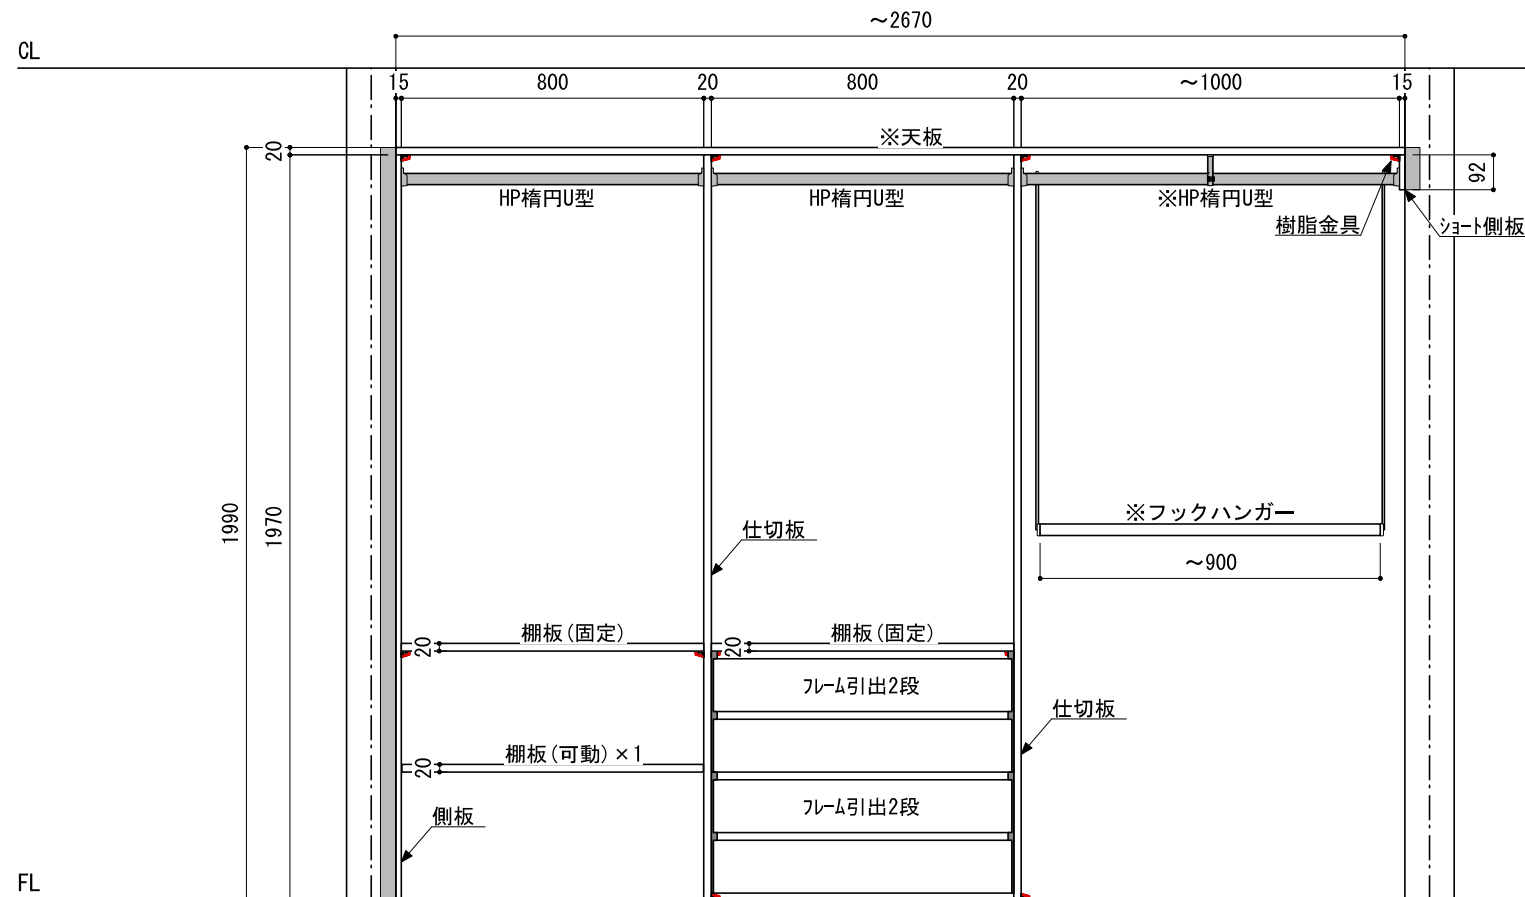 ～2670
CL
15
800
20
800
20
～1000
15
※天板
20
92
HP楕円U型
HP楕円U型
※HP楕円U型
樹脂金具
ｼｮｰﾄ側板
1990
1970
※フックハンガー
仕切板
～900
棚板(固定)
棚板(固定)
20
20
ﾌﾚｰﾑ引出2段
仕切板
棚板(可動)×1
20
ﾌﾚｰﾑ引出2段
側板
FL